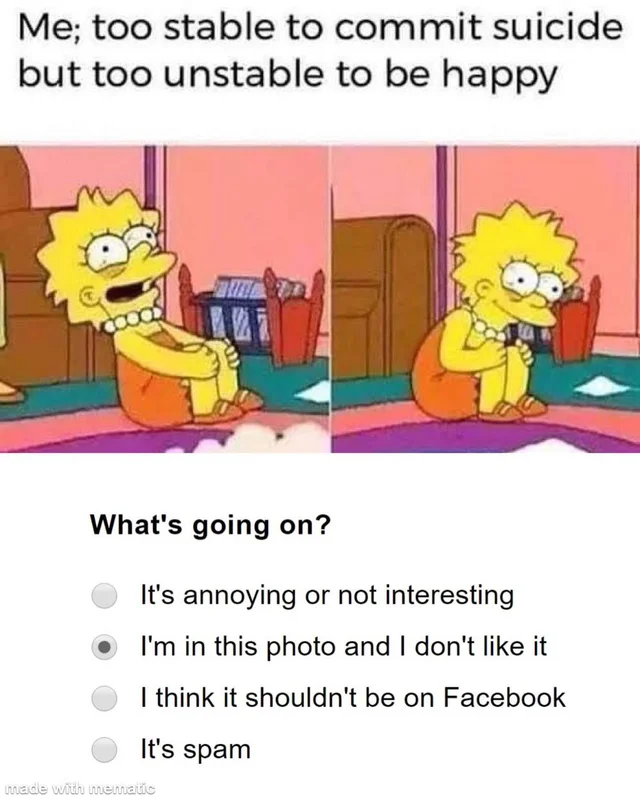 Me; too stable to commit suicide
but too unstable to be happy
What's going on?
It's annoying or not interesting
I'm in this photo and I don't like it
I think it shouldn't be on Facebook
It's spam
made with mematic